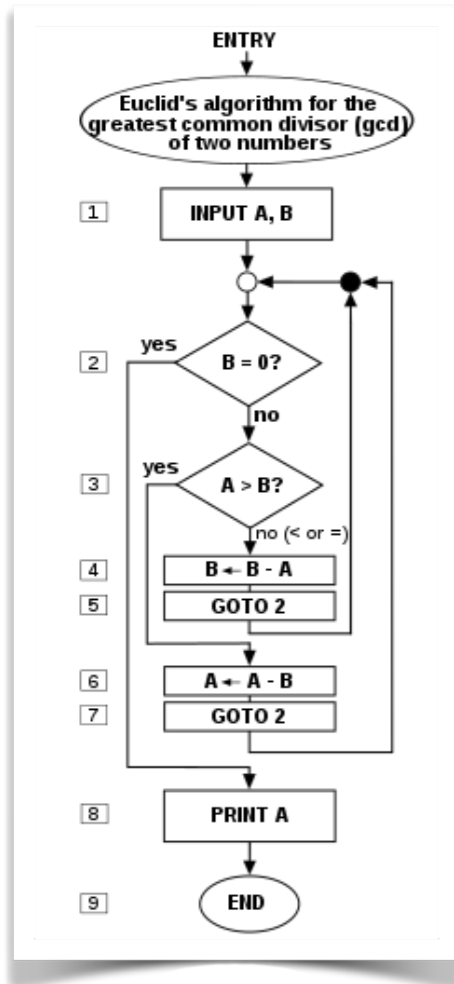 ENTRY
Euclid's algorithm for the
greatest common divisor (gcd)
of two numbers
1
INPUT A, B
2
yes
B = 0?
no
3
yes
A > B?
no (< or =)
4
B ← B - A
5
GOTO 2
6
A ← A - B
7
GOTO 2
8
PRINT A
9
END